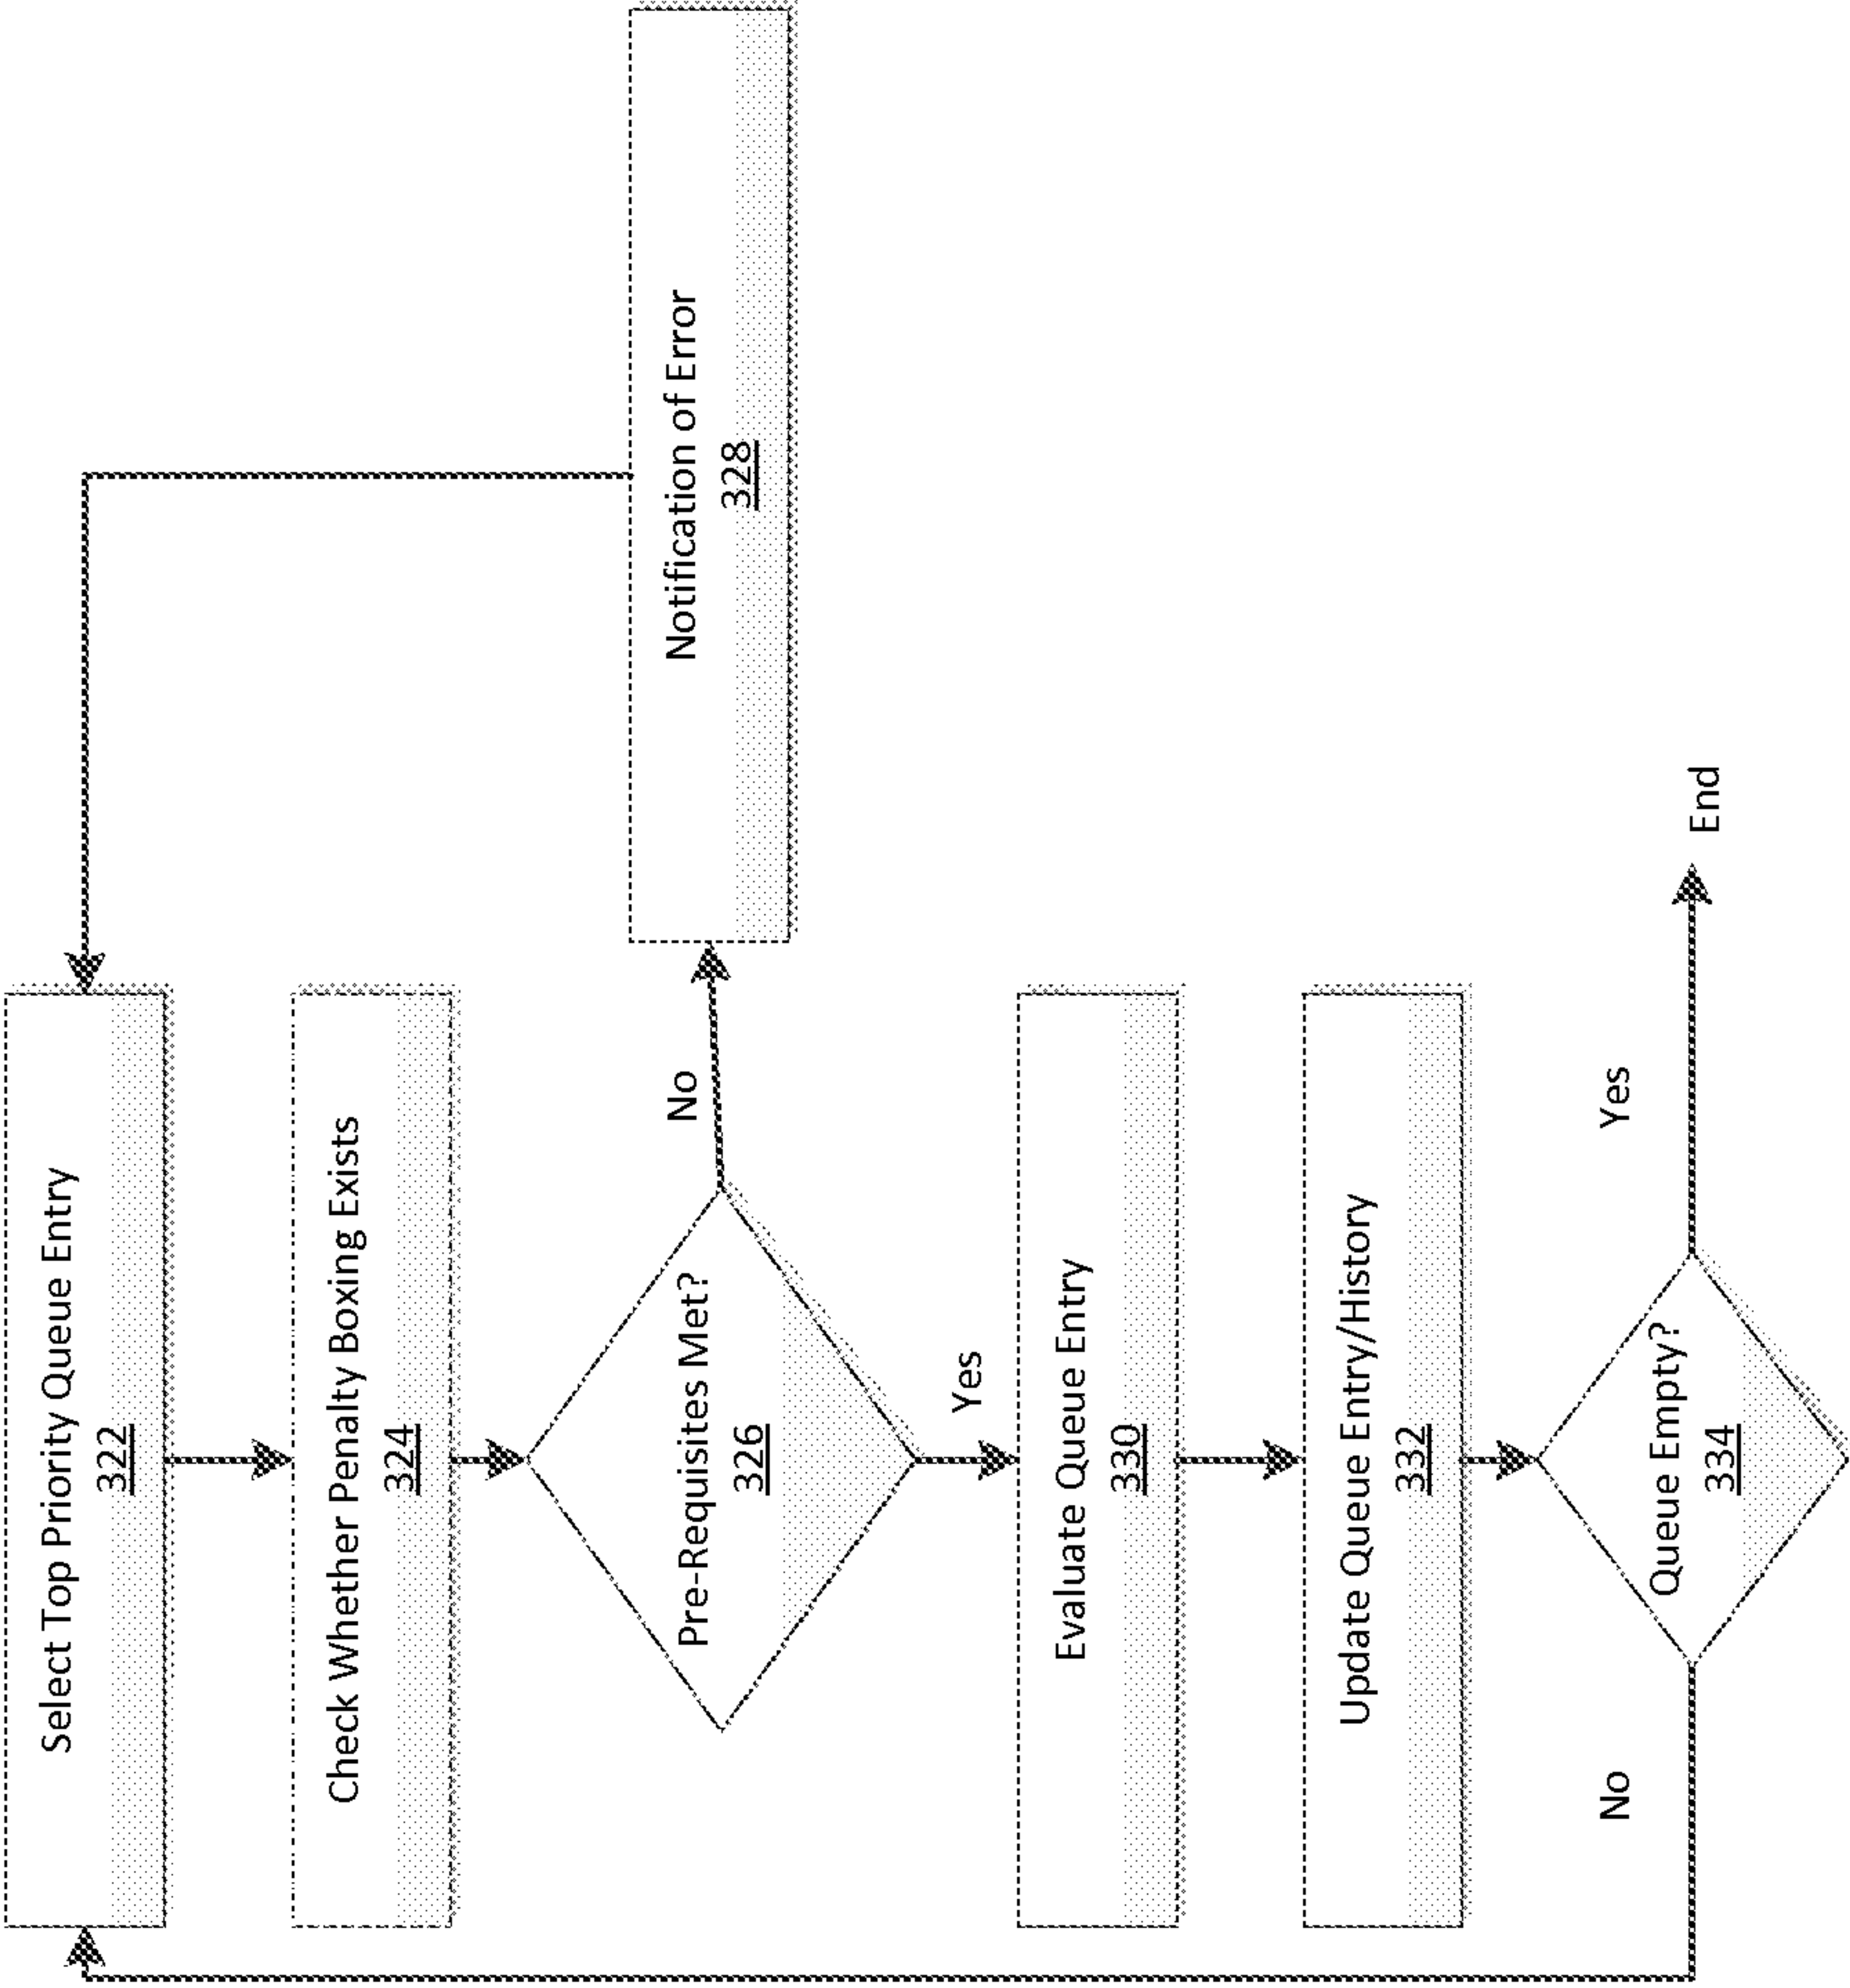 Select Top Priority Queue Entry
322
Check Whether Penalty Boxing Exists
324
Pre-Requisites Met?
326
No
Notification of Error
328
Yes
Evaluate Queue Entry
330
Update Queue Entry/History
332
Queue Empty?
334
No
Yes
End